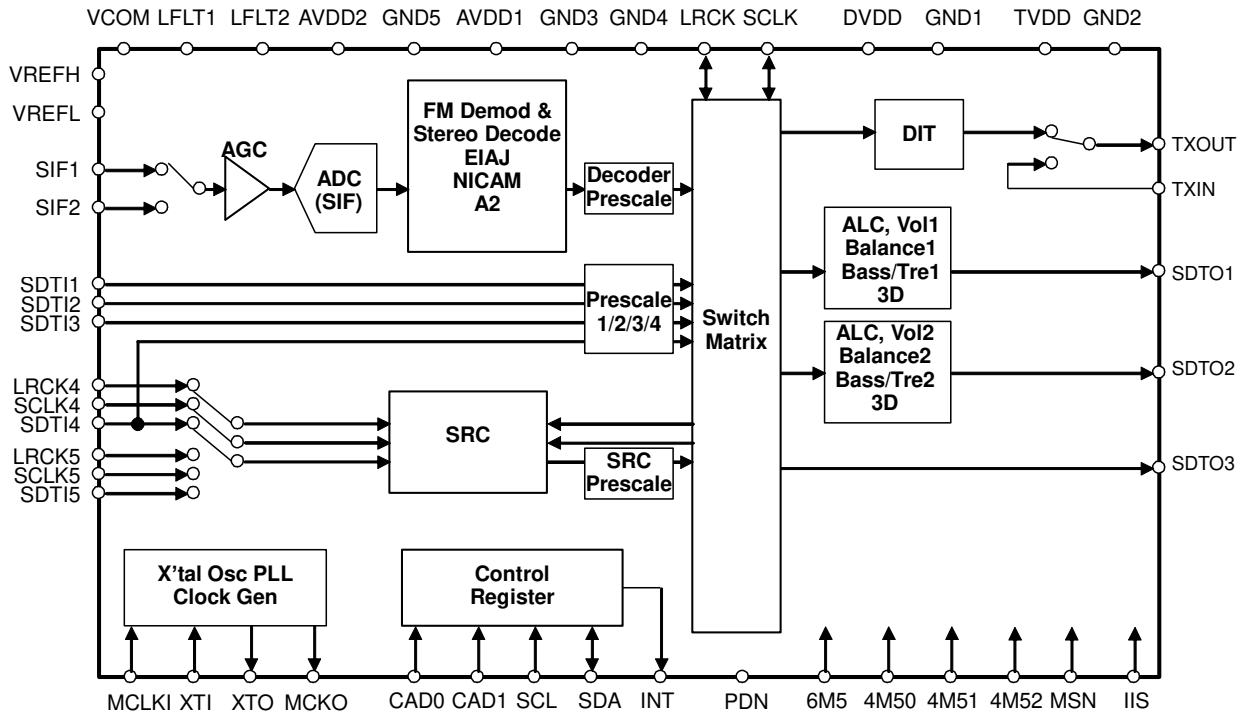 VCOM LFLT1 LFLT2 AVDD2 GND5 AVDD1 GND3 GND4 LRCK SCLK DVDD GND1 TVDD GND2
VREFH
VREFL
SIF1
SIF2
AGC
ADC
(SIF)
FM Demod &
Stereo Decode
EIAJ
NICAM
A2
Decoder
Prescale
DIT
TXOUT
TXIN
SDTI1
SDTI2
SDTI3
Prescale
1/2/3/4
Switch
Matrix
ALC, Vol1
Balance1
Bass/Tre1
3D
SDTO1
ALC, Vol2
Balance2
Bass/Tre2
3D
SDTO2
LRCK4
SCLK4
SDTI4
LRCK5
SCLK5
SDTI5
SRC
SRC
Prescale
SDTO3
X'tal Osc PLL
Clock Gen
Control
Register
MCLKI XTI XTO MCKO CAD0 CAD1 SCL SDA INT PDN 6M5 4M50 4M51 4M52 MSN IIS